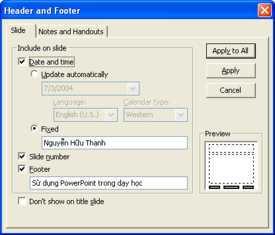 Header and Footer
Slide
Notes and Handouts
Include on slide
Date and time
Update automatically
7/3/2004
Language:
Calendar type:
English (U.S.)
Western
Fixed
Nguyễn Hữu Thanh
Slide number
Footer
Sử dụng PowerPoint trong dạy học
Don't show on title slide
Apply to All
Apply
Cancel
Preview